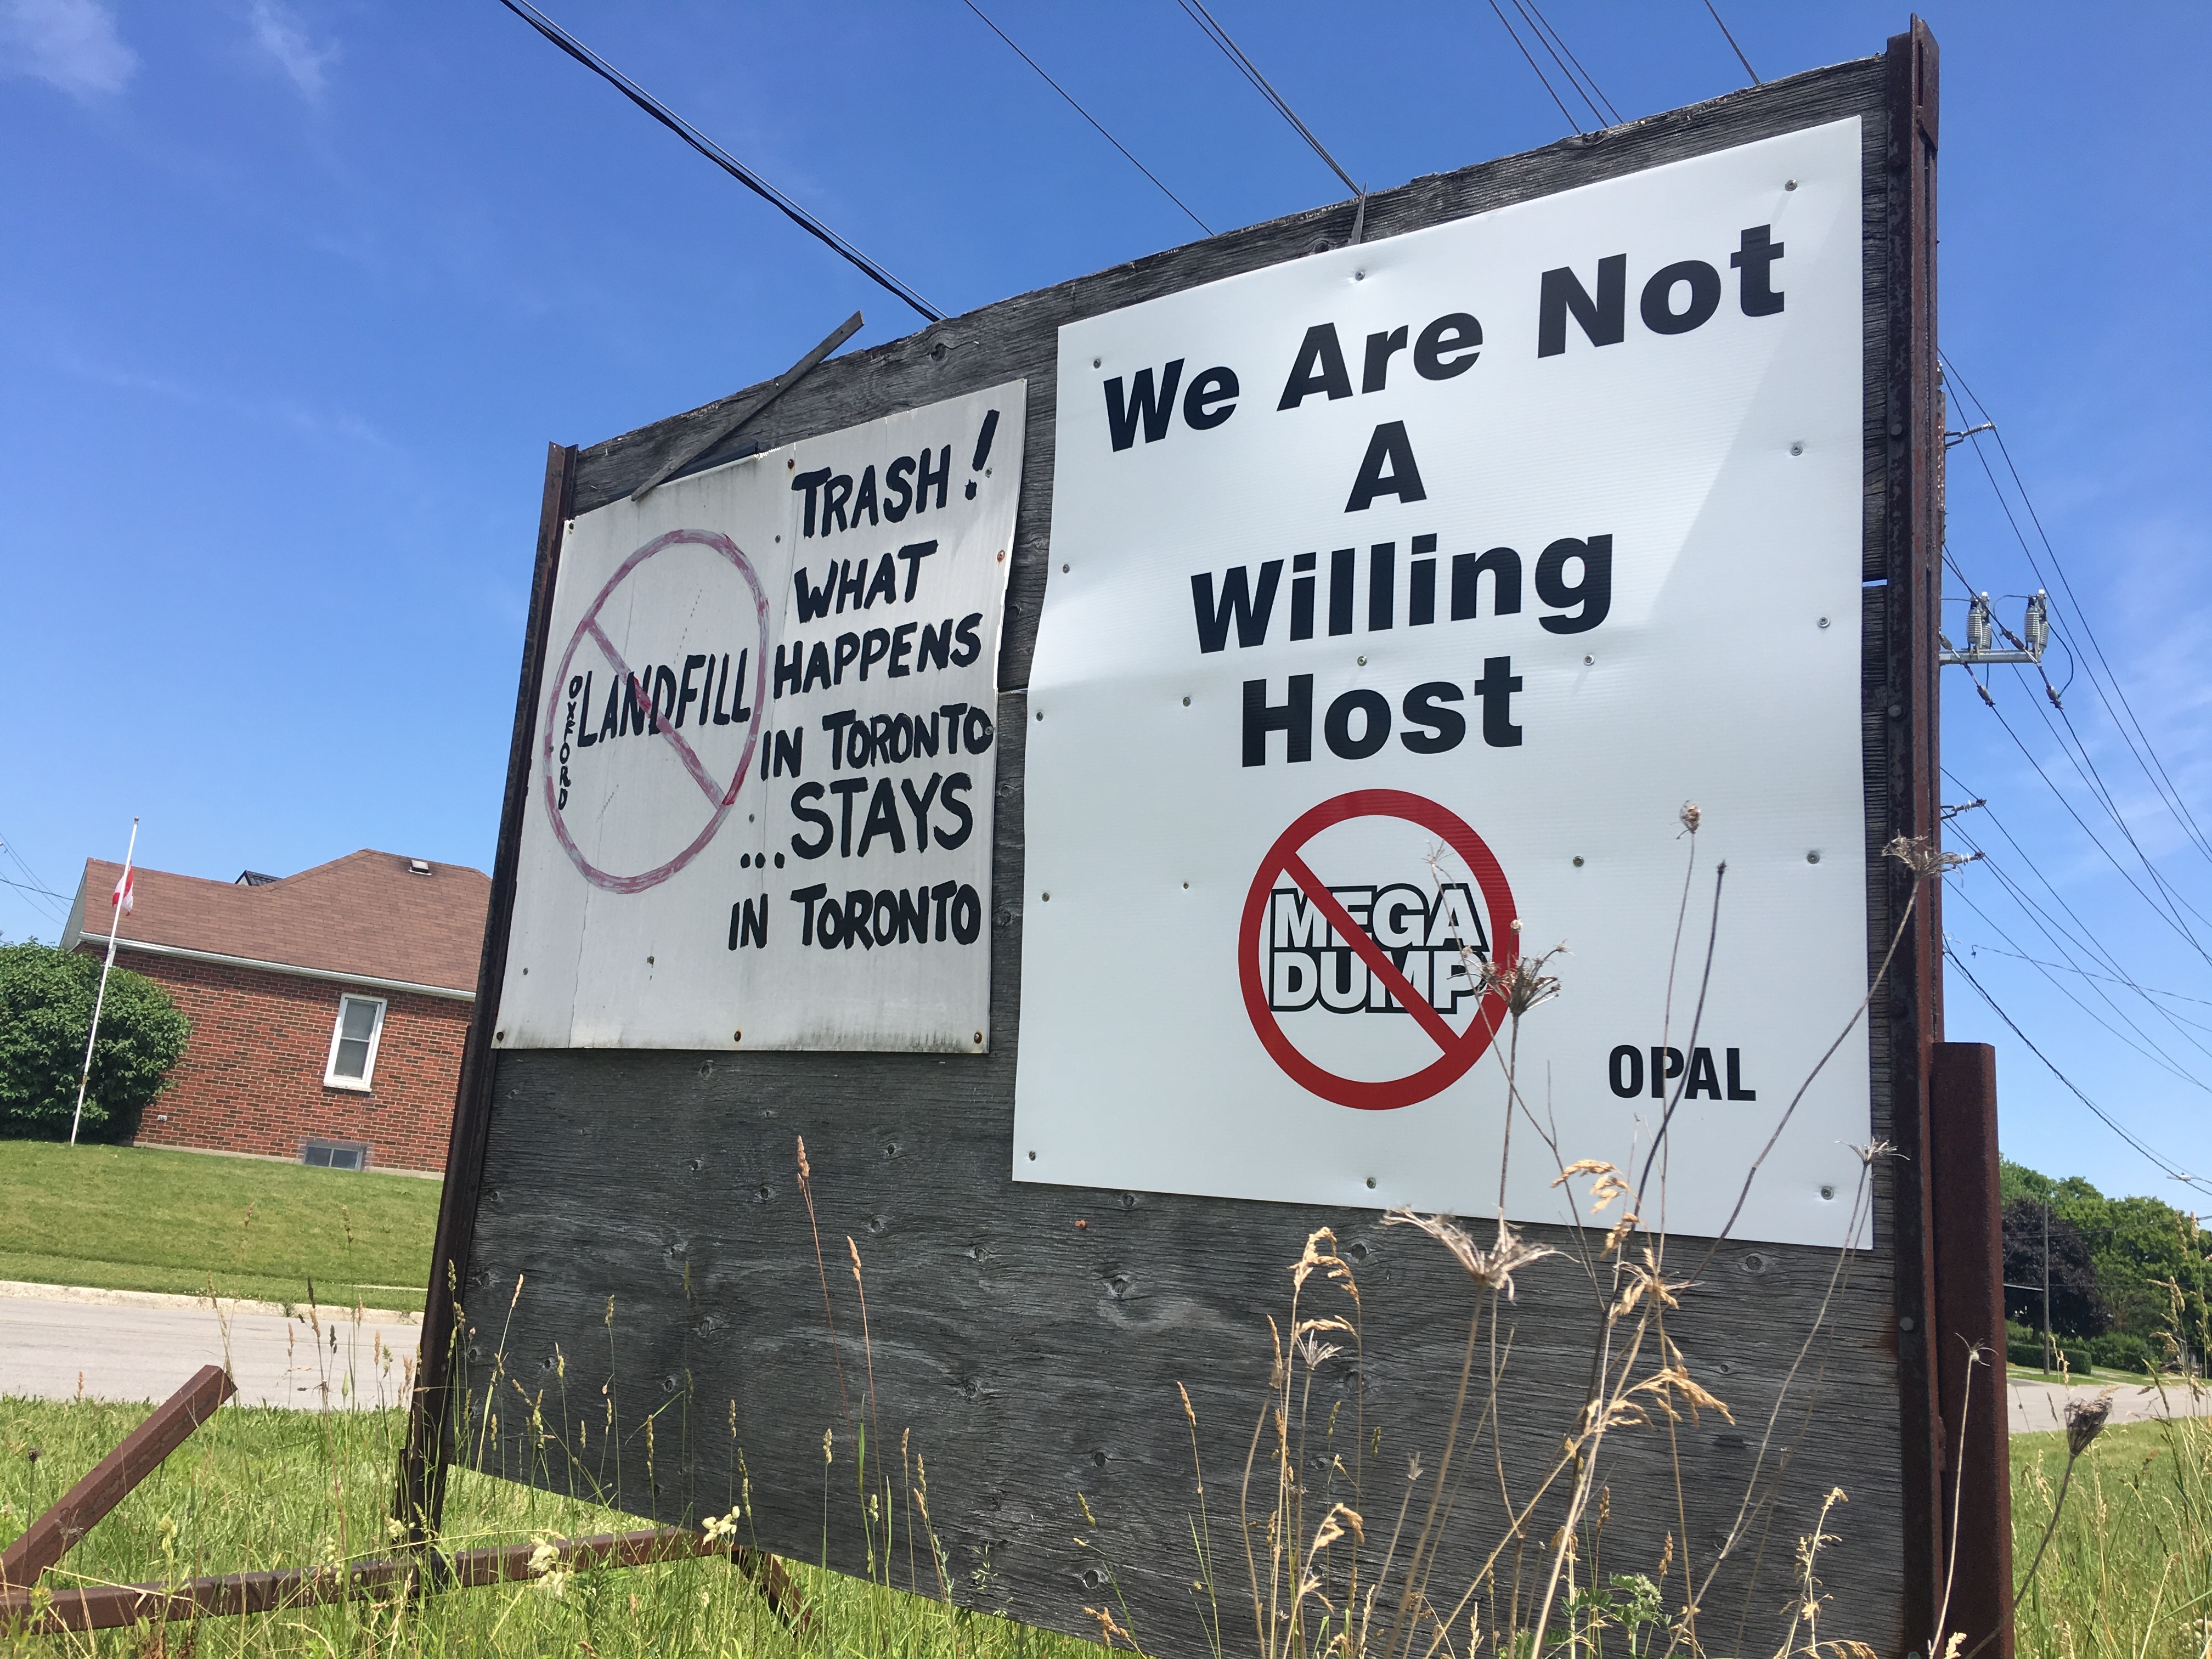 TRASH!
WHAT
HAPPENS
IN TORONTO
...STAYS
IN TORONTO
OXFORD
LANDFILL
We Are Not
A
Willing
Host
MEGA
DUMP
OPAL